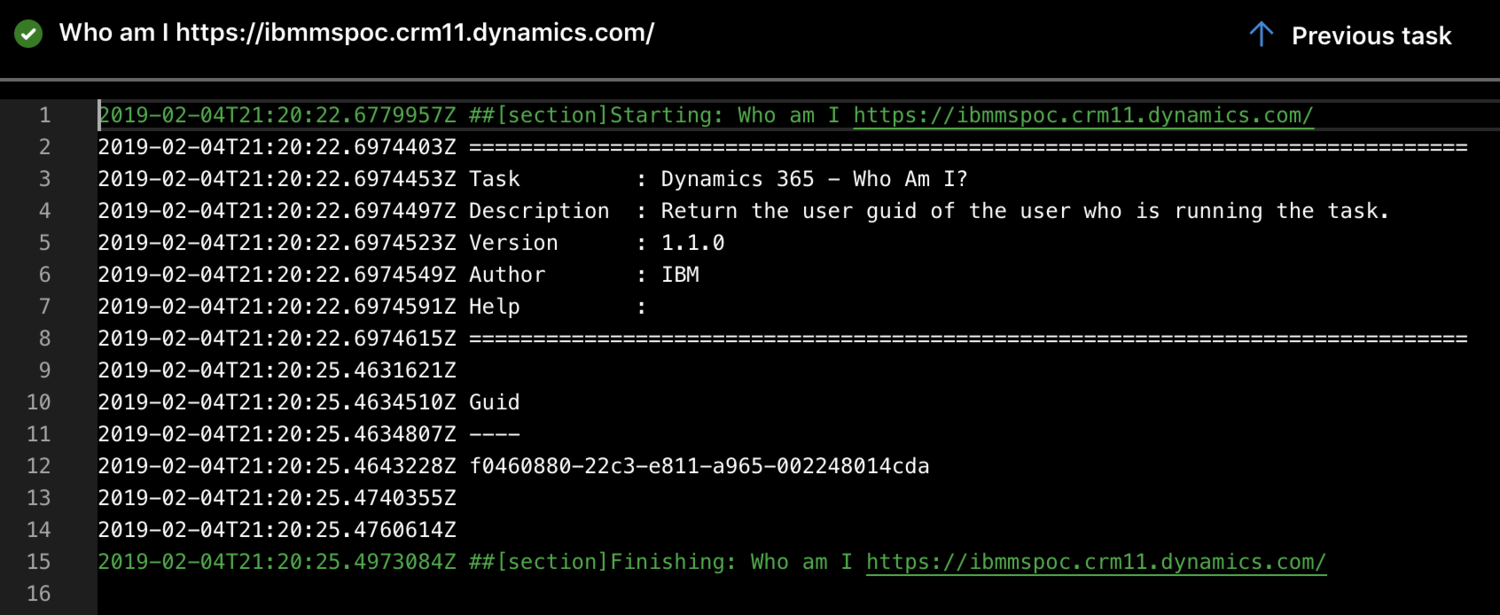 Who am I https://ibmmspoc.crm11.dynamics.com/
Previous task
1 2019-02-04T21:20:22.6779957Z ##[section]Starting: Who am I https://ibmmspoc.crm11.dynamics.com/
2 2019-02-04T21:20:22.6974403Z ==============================================================================
3 2019-02-04T21:20:22.6974453Z Task         : Dynamics 365 - Who Am I?
4 2019-02-04T21:20:22.6974497Z Description  : Return the user guid of the user who is running the task.
5 2019-02-04T21:20:22.6974523Z Version      : 1.1.0
6 2019-02-04T21:20:22.6974549Z Author       : IBM
7 2019-02-04T21:20:22.6974591Z Help         :
8 2019-02-04T21:20:22.6974615Z ==============================================================================
9 2019-02-04T21:20:25.4631621Z
10 2019-02-04T21:20:25.4634510Z Guid
11 2019-02-04T21:20:25.4634807Z ----
12 2019-02-04T21:20:25.4643228Z f0460880-22c3-e811-a965-002248014cda
13 2019-02-04T21:20:25.4740355Z
14 2019-02-04T21:20:25.4760614Z
15 2019-02-04T21:20:25.4973084Z ##[section]Finishing: Who am I https://ibmmspoc.crm11.dynamics.com/
16